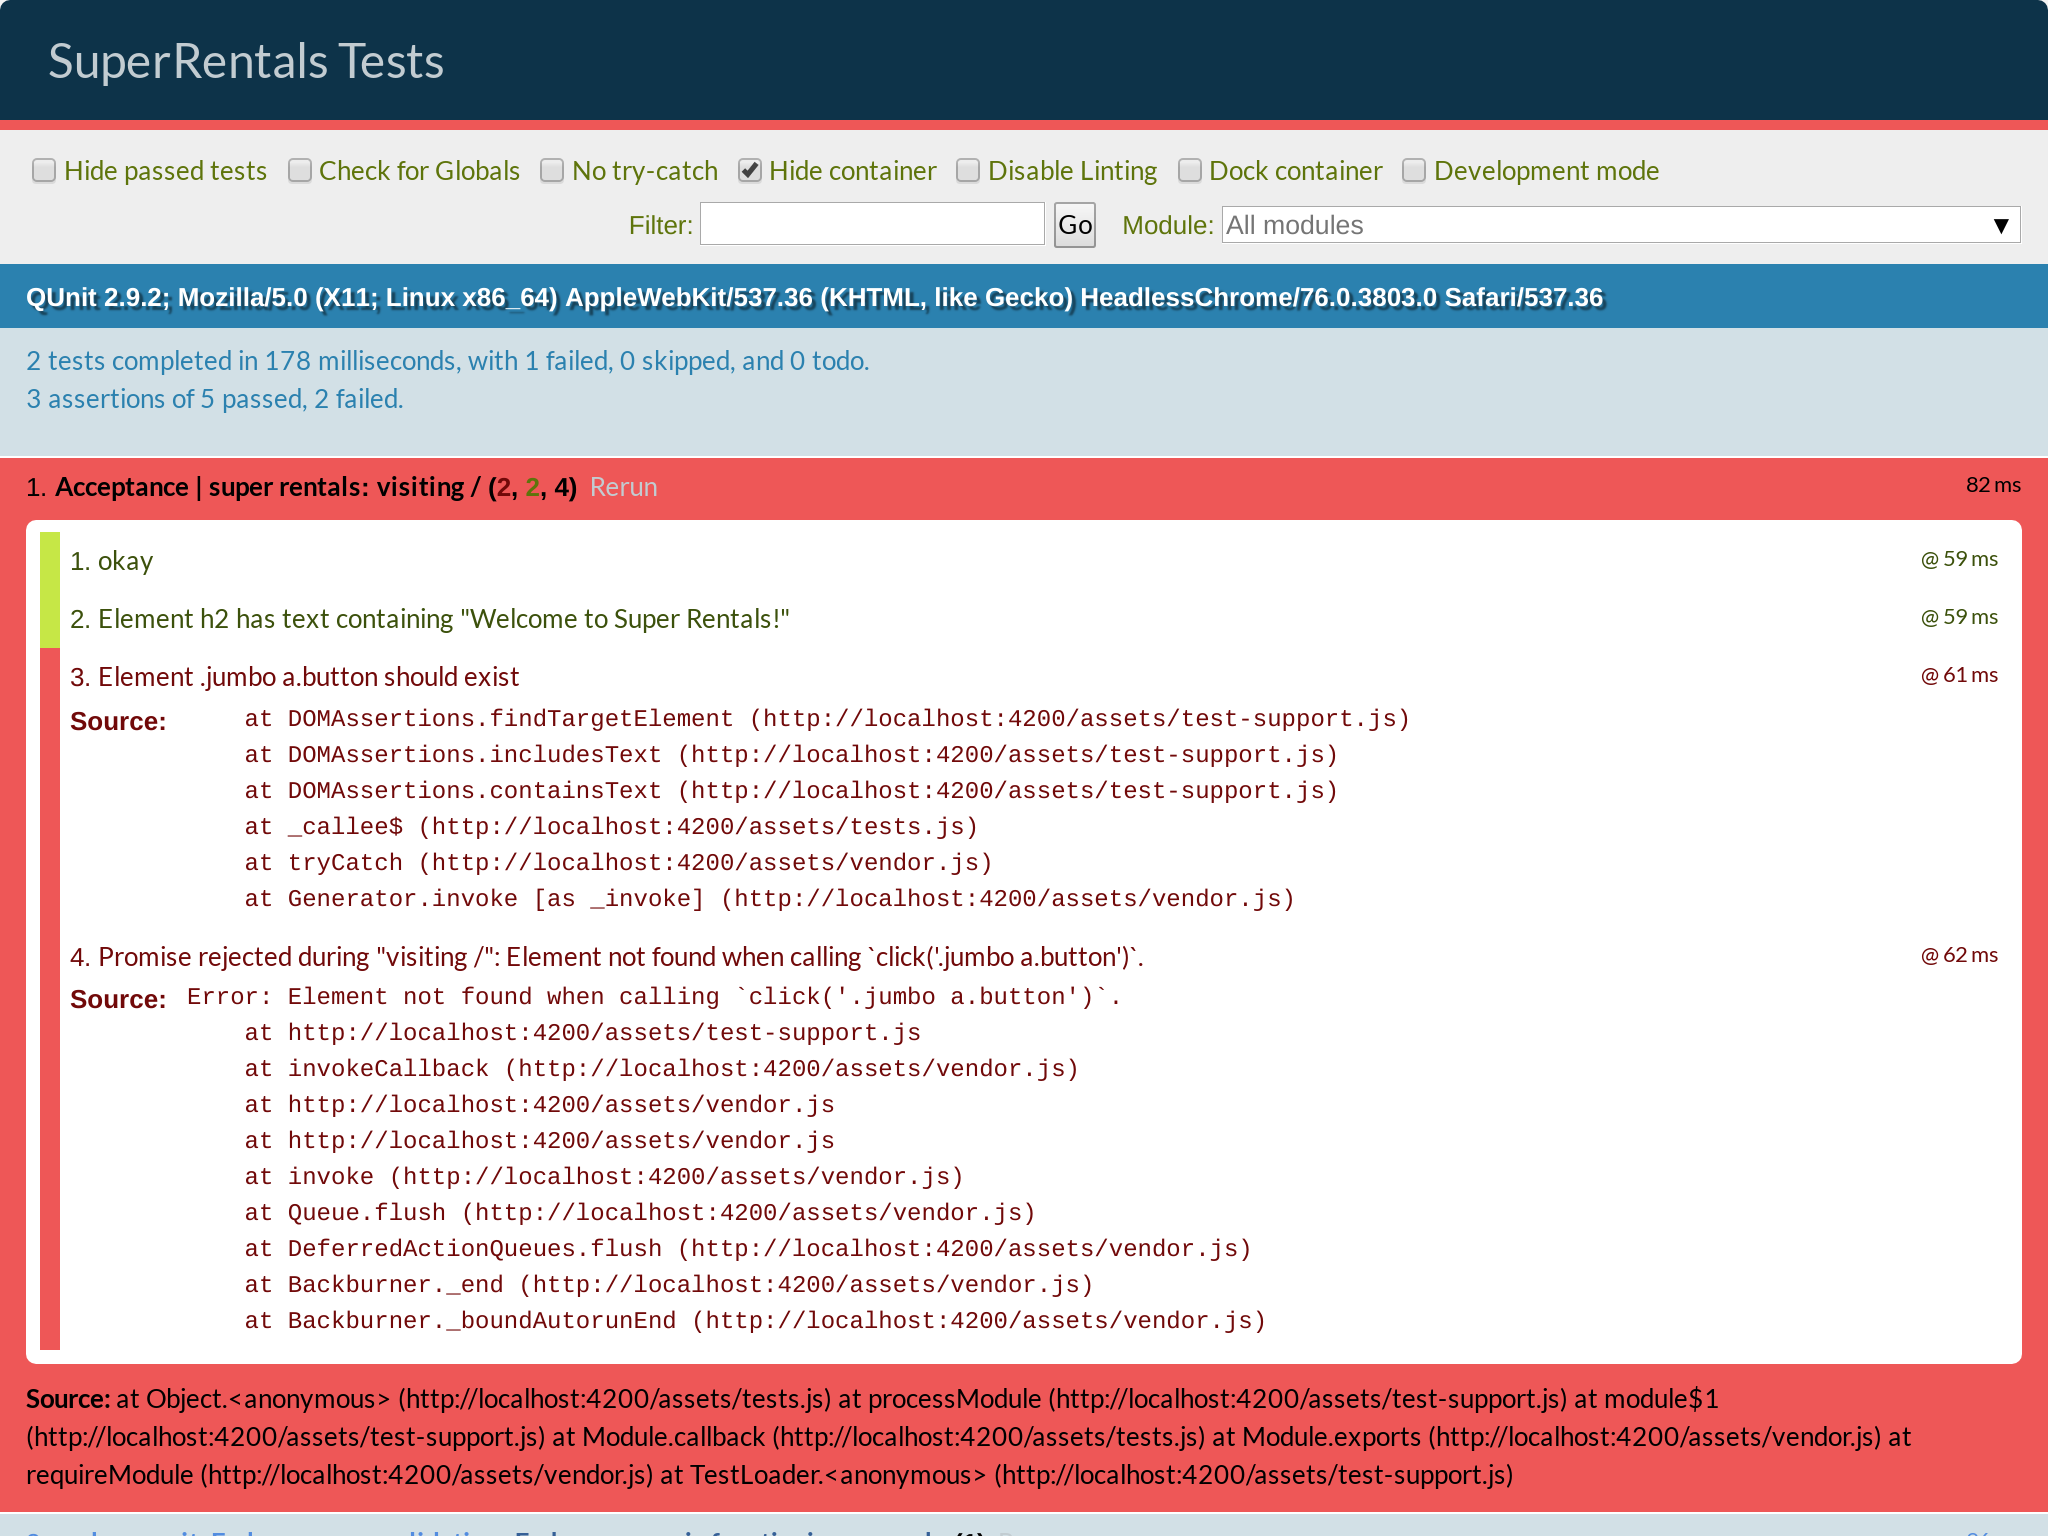 SuperRentals Tests
Hide passed tests Check for Globals No try-catch Hide container Disable Linting Dock container Development mode
Filter: Go Module: All modules ▼
QUnit 2.9.2; Mozilla/5.0 (X11; Linux x86_64) AppleWebKit/537.36 (KHTML, like Gecko) HeadlessChrome/76.0.3803.0 Safari/537.36
2 tests completed in 178 milliseconds, with 1 failed, 0 skipped, and 0 todo.
3 assertions of 5 passed, 2 failed.
1. Acceptance | super rentals: visiting / (2, 2, 4) Rerun 82 ms
1. okay @ 59 ms
2. Element h2 has text containing "Welcome to Super Rentals!" @ 59 ms
3. Element .jumbo a.button should exist @ 61 ms
Source: at DOMAssertions.findTargetElement (http://localhost:4200/assets/test-support.js)
at DOMAssertions.includesText (http://localhost:4200/assets/test-support.js)
at DOMAssertions.containsText (http://localhost:4200/assets/test-support.js)
at _callee$ (http://localhost:4200/assets/tests.js)
at tryCatch (http://localhost:4200/assets/vendor.js)
at Generator.invoke [as _invoke] (http://localhost:4200/assets/vendor.js)
4. Promise rejected during "visiting /": Element not found when calling `click('.jumbo a.button')`. @ 62 ms
Source: Error: Element not found when calling `click('.jumbo a.button')`.
at http://localhost:4200/assets/test-support.js
at invokeCallback (http://localhost:4200/assets/vendor.js)
at http://localhost:4200/assets/vendor.js
at http://localhost:4200/assets/vendor.js
at invoke (http://localhost:4200/assets/vendor.js)
at Queue.flush (http://localhost:4200/assets/vendor.js)
at DeferredActionQueues.flush (http://localhost:4200/assets/vendor.js)
at Backburner._end (http://localhost:4200/assets/vendor.js)
at Backburner._boundAutorunEnd (http://localhost:4200/assets/vendor.js)
Source: at Object.<anonymous> (http://localhost:4200/assets/tests.js) at processModule (http://localhost:4200/assets/test-support.js) at module$1
(http://localhost:4200/assets/test-support.js) at Module.callback (http://localhost:4200/assets/tests.js) at Module.exports (http://localhost:4200/assets/vendor.js) at
requireModule (http://localhost:4200/assets/vendor.js) at TestLoader.<anonymous> (http://localhost:4200/assets/test-support.js)